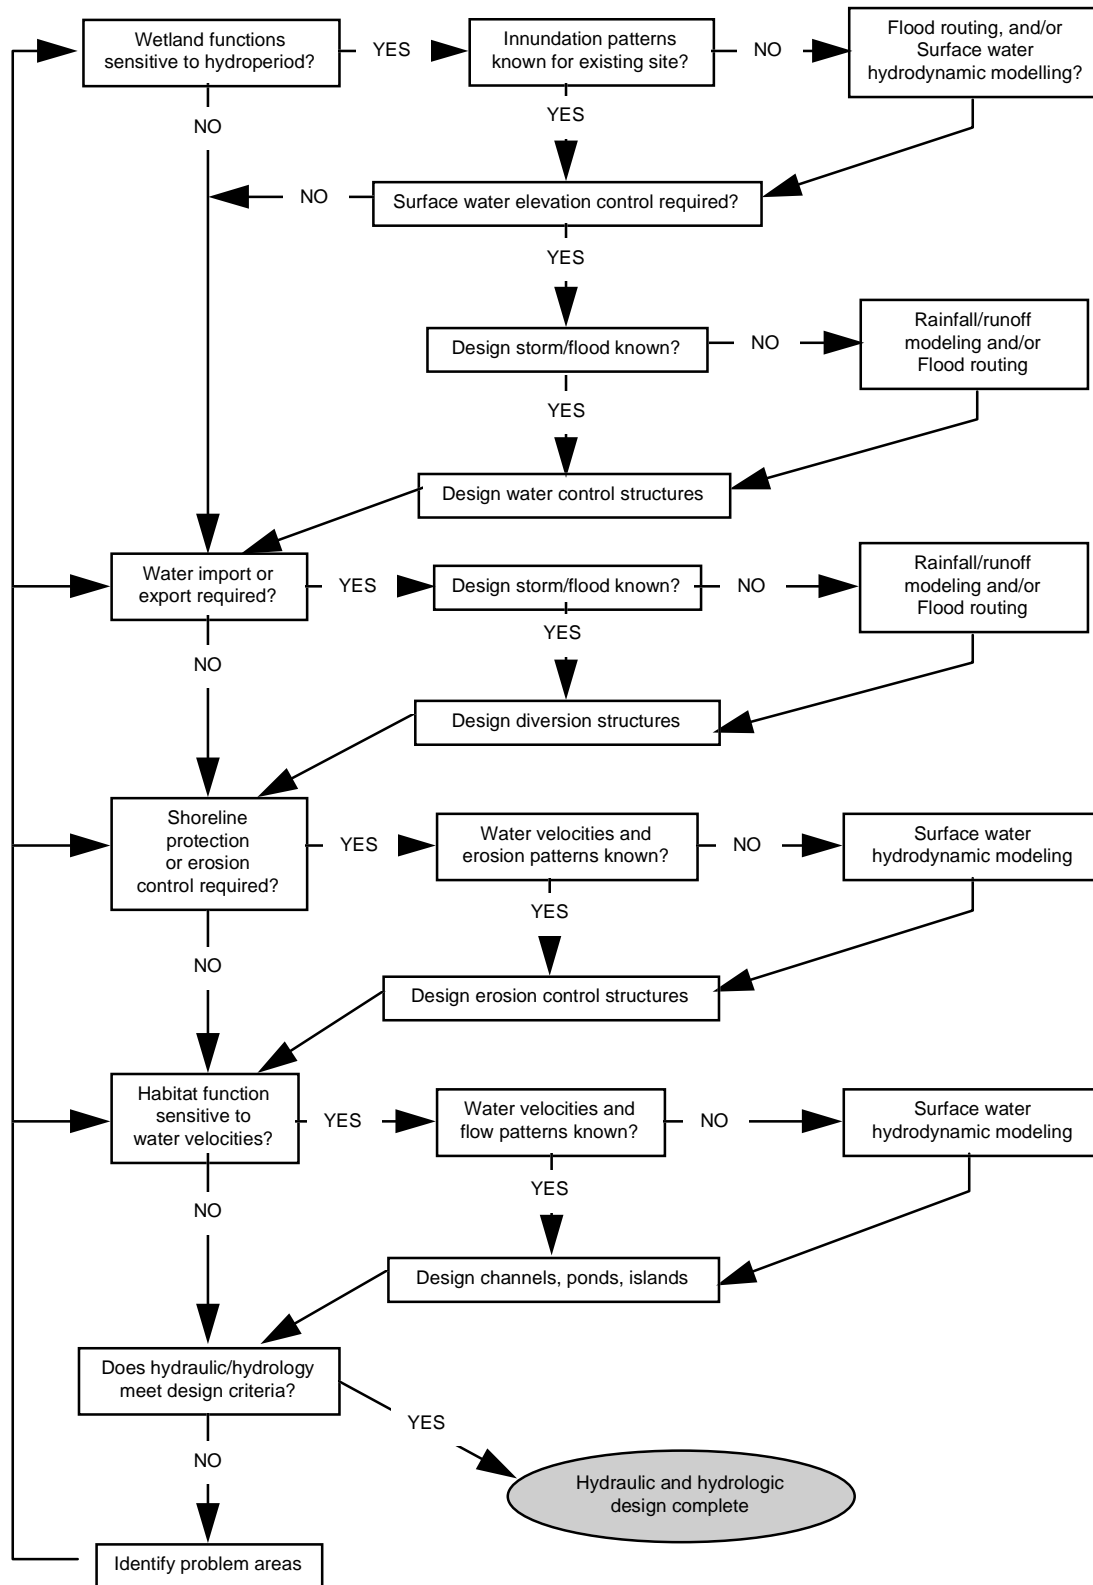 Wetland functions
sensitive to hydroperiod?
YES
Innundation patterns
known for existing site?
NO
Flood routing, and/or
Surface water
hydrodynamic modelling?
NO
YES
NO
Surface water elevation control required?
YES
Design storm/flood known?
NO
Rainfall/runoff
modeling and/or
Flood routing
YES
Design water control structures
Water import or
export required?
YES
Design storm/flood known?
NO
Rainfall/runoff
modeling and/or
Flood routing
NO
YES
Design diversion structures
Shoreline
protection
or erosion
control required?
YES
Water velocities and
erosion patterns known?
NO
Surface water
hydrodynamic modeling
NO
YES
Design erosion control structures
Habitat function
sensitive to
water velocities?
YES
Water velocities and
flow patterns known?
NO
Surface water
hydrodynamic modeling
NO
YES
Design channels, ponds, islands
Does hydraulic/hydrology
meet design criteria?
YES
NO
Hydraulic and hydrologic
design complete
Identify problem areas